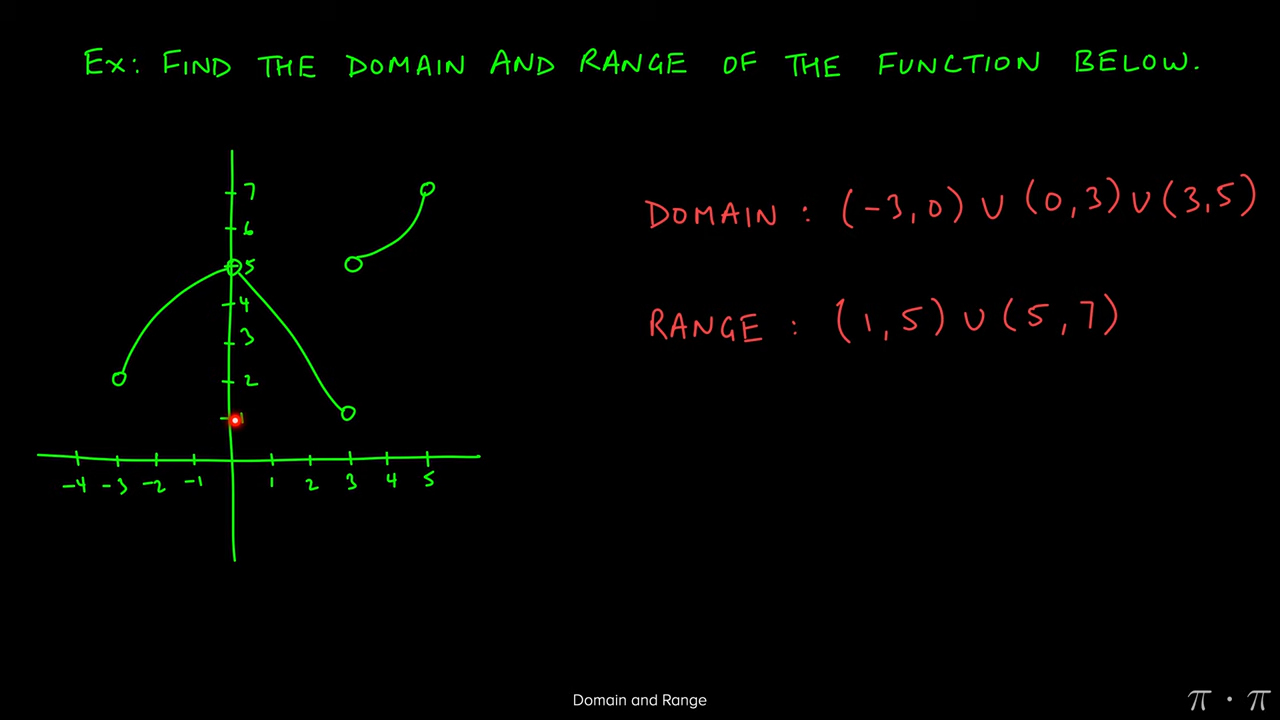 Ex: FIND THE DOMAIN AND RANGE OF THE FUNCTION BELOW.
DOMAIN : (-3,0) ∪ (0,3) ∪ (3,5)
RANGE : (1,5) ∪ (5,7)
7
6
5
4
3
2
1
-4 -3 -2 -1 1 2 3 4 5
Domain and Range
π · π